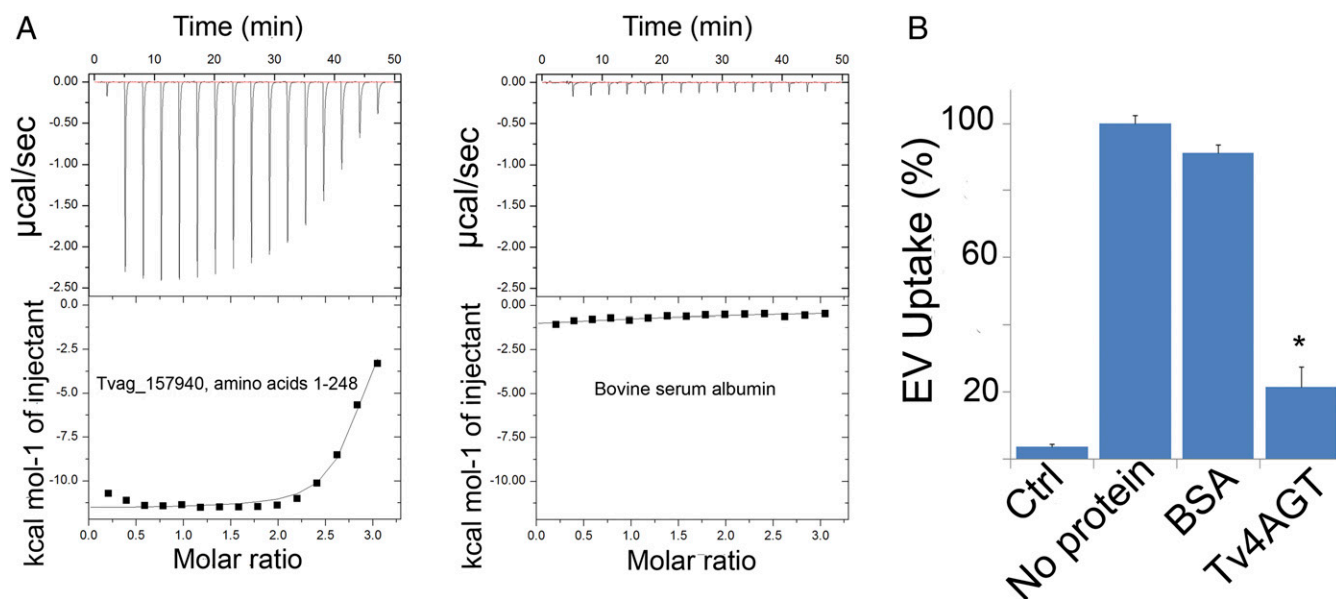 A
Time (min)
0 10 20 30 40 50
0.00
-0.50
-1.00
-1.50
-2.00
-2.50
µcal/sec
0.0
-2.5
-5.0
-7.5
-10.0
kcal mol-1 of injectant
Tvag_157940, amino acids 1-248
0.0 0.5 1.0 1.5 2.0 2.5 3.0
Molar ratio
Time (min)
0 10 20 30 40 50
0.00
-0.50
-1.00
-1.50
-2.00
-2.50
µcal/sec
0.0
-2.5
-5.0
-7.5
-10.00
kcal mol-1 of injectant
Bovine serum albumin
0.0 0.5 1.0 1.5 2.0 2.5 3.0
Molar ratio
B
EV Uptake (%)
100
60
20
*
Ctrl
No protein
BSA
Tv4AGT